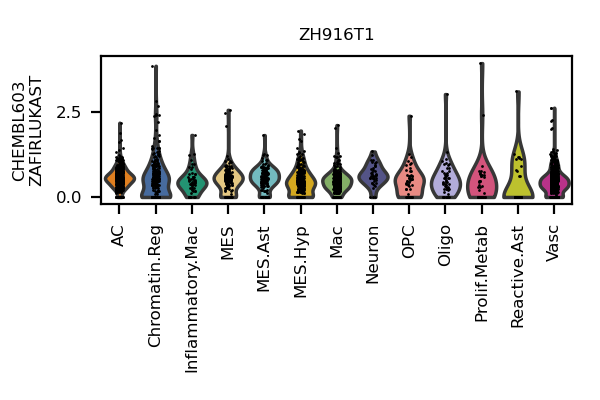 ZH916T1
CHEMBL603
ZAFIRLUKAST
2.5
0.0
AC
Chromatin.Reg
Inflammatory.Mac
MES
MES.Ast
MES.Hyp
Mac
Neuron
OPC
Oligo
Prolif.Metab
Reactive.Ast
Vasc